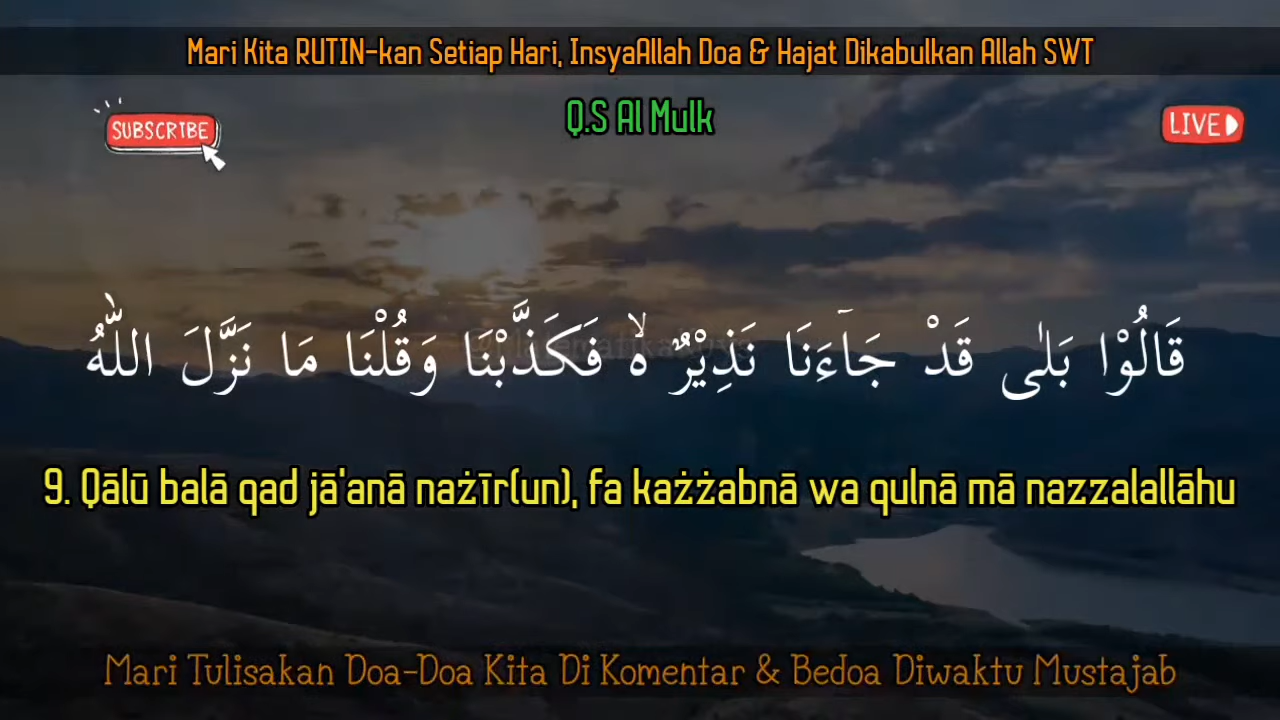 Mari Kita RUTIN-kan Setiap Hari, InsyaAllah Doa & Hajat Dikabulkan Allah SWT
Q.S Al Mulk
SUBSCRIBE
LIVE
قَالُوْا بَلٰى قَدْ جَاۤءَنَا نَذِيْرٌ ەۙ فَكَذَّبْنَا وَقُلْنَا مَا نَزَّلَ اللّٰهُ
9. Qālū balā qad jā'anā nażīr(un), fa każżabnā wa qulnā mā nazzalallāhu
Mari Tulisakan Doa-Doa Kita Di Komentar & Bedoa Diwaktu Mustajab